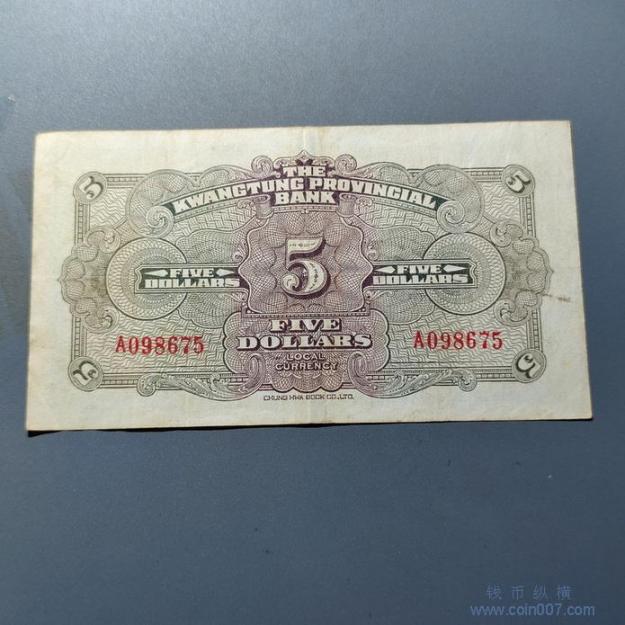 5
5
THE
KWANGTUNG PROVINCIAL
BANK
5
FIVE
DOLLARS
FIVE
DOLLARS
FIVE
DOLLARS
LOCAL
CURRENCY
A098675
A098675
5
5
CHUNG HWA BOOK CO., LTD.
钱币纵横
www.coin007.com